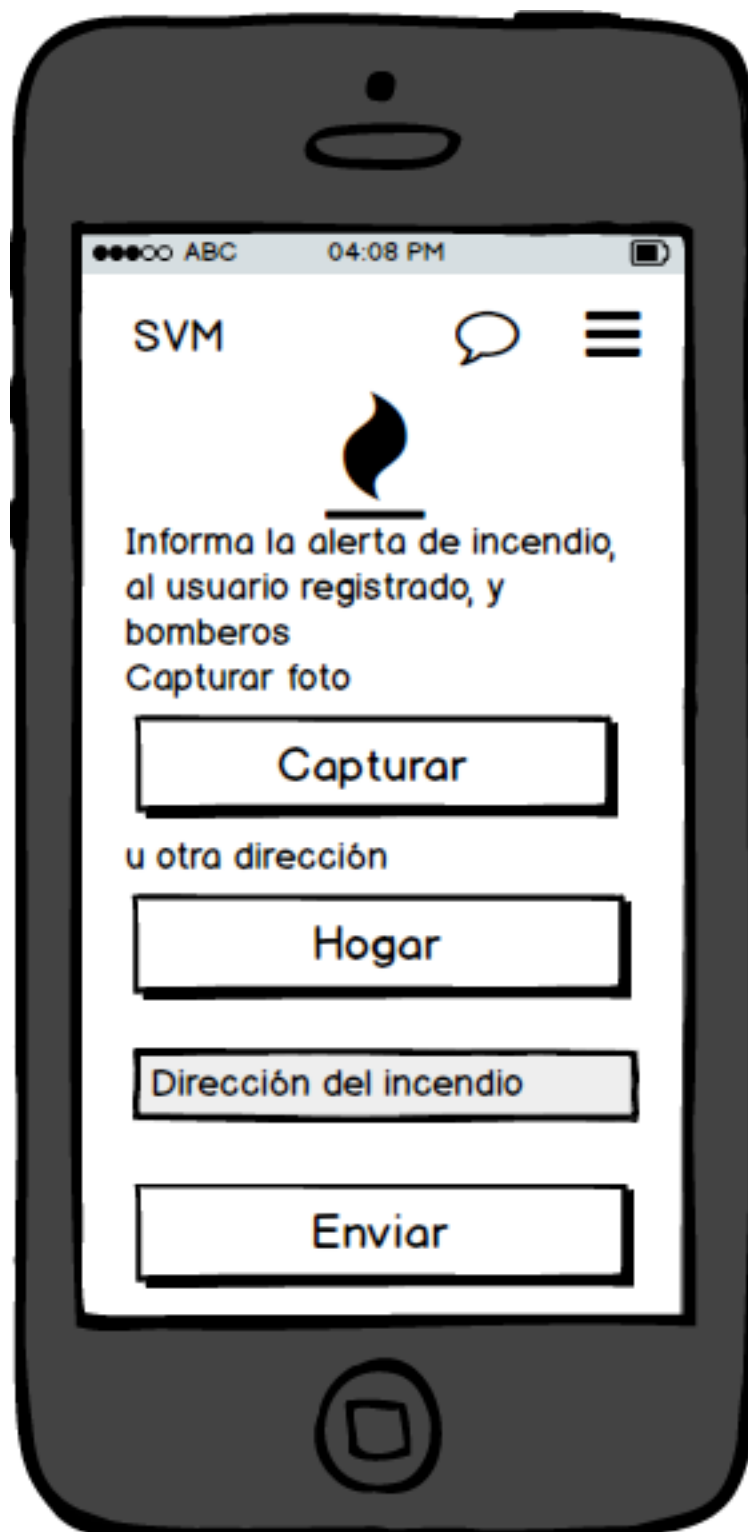 ABC 04:08 PM
SVM
Informa la alerta de incendio,
al usuario registrado, y
bomberos
Capturar foto
Capturar
u otra dirección
Hogar
Dirección del incendio
Enviar